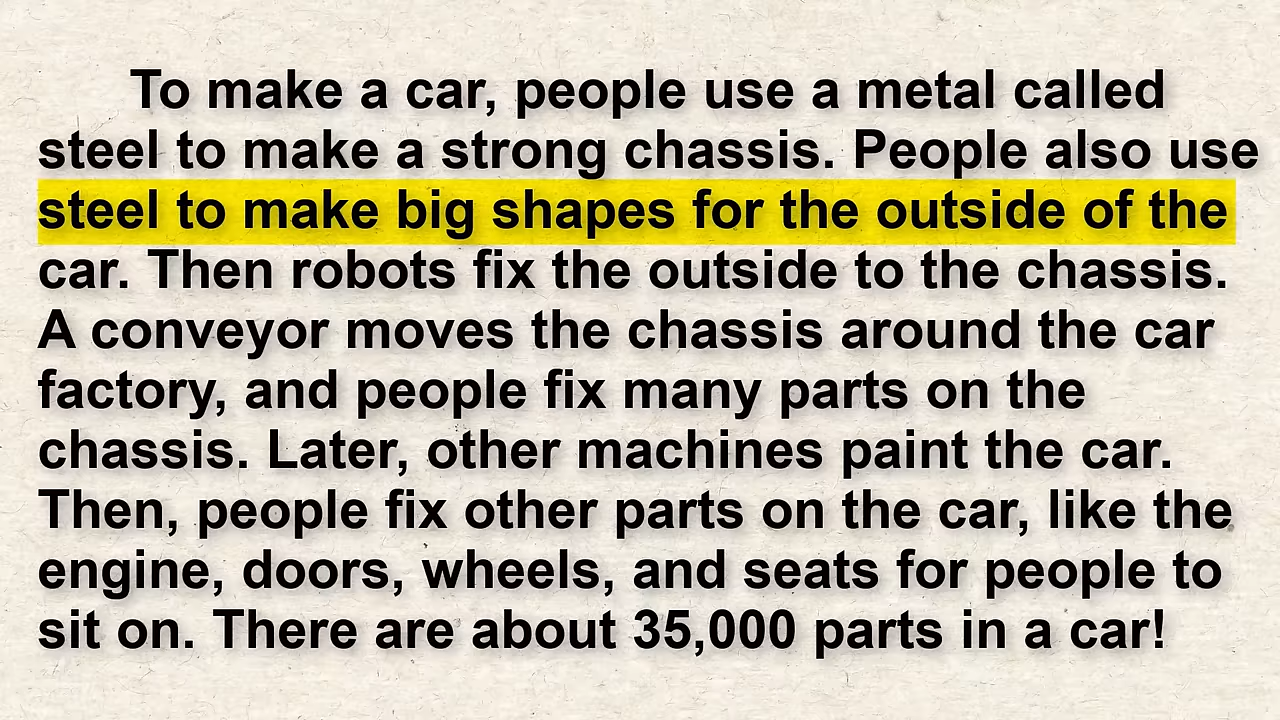 To make a car, people use a metal called
steel to make a strong chassis. People also use
steel to make big shapes for the outside of the
car. Then robots fix the outside to the chassis.
A conveyor moves the chassis around the car
factory, and people fix many parts on the
chassis. Later, other machines paint the car.
Then, people fix other parts on the car, like the
engine, doors, wheels, and seats for people to
sit on. There are about 35,000 parts in a car!